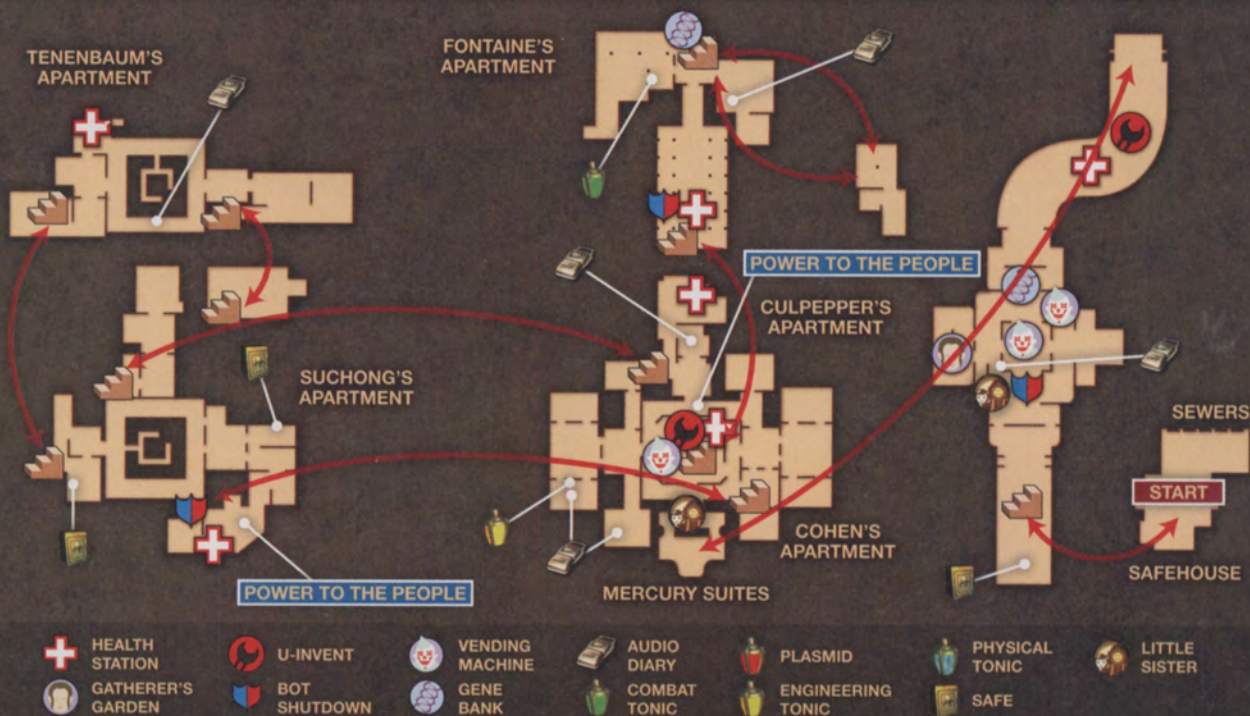 TENENBAUM'S
APARTMENT
FONTAINE'S
APARTMENT
POWER TO THE PEOPLE
CULPEPPER'S
APARTMENT
SUCHONG'S
APARTMENT
SEWERS
START
COHEN'S
APARTMENT
SAFEHOUSE
POWER TO THE PEOPLE
MERCURY SUITES
HEALTH
STATION
U-INVENT
VENDING
MACHINE
AUDIO
DIARY
PLASMID
PHYSICAL
TONIC
LITTLE
SISTER
GATHERER'S
GARDEN
BOT
SHUTDOWN
GENE
BANK
COMBAT
TONIC
ENGINEERING
TONIC
SAFE